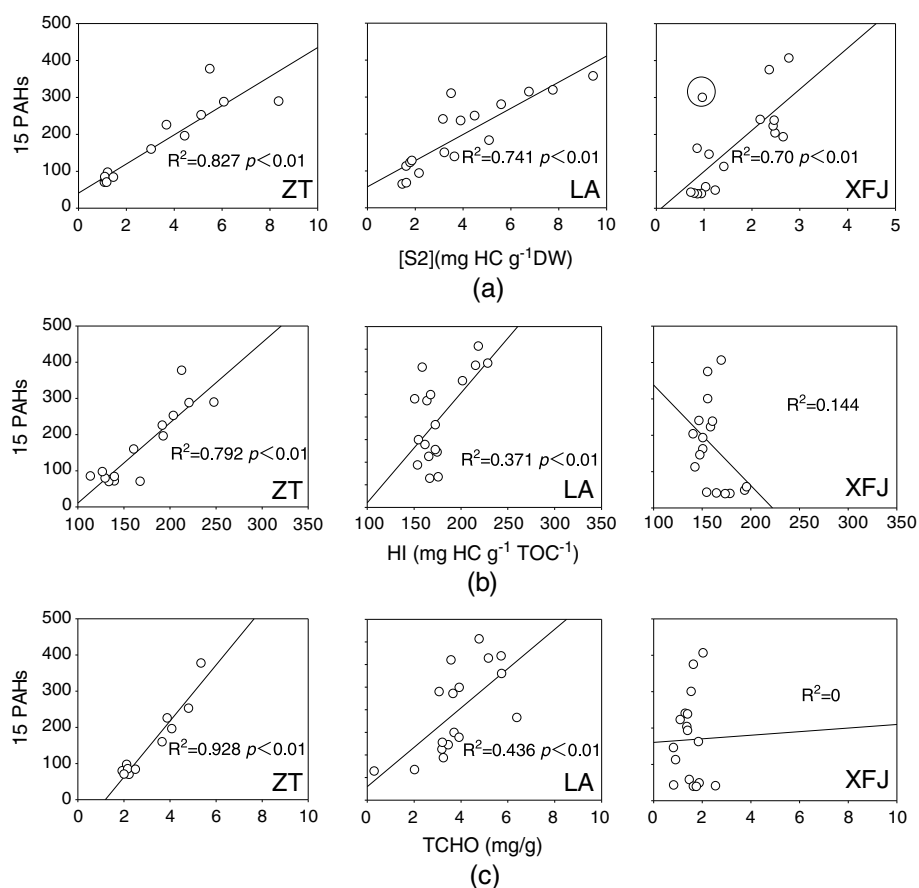 500
400
300
200
100
0
15 PAHs
R²=0.827 p<0.01
ZT
0 2 4 6 8 10
R²=0.741 p<0.01
LA
0 2 4 6 8 10
R²=0.70 p<0.01
XFJ
0 1 2 3 4 5
[S2](mg HC g⁻¹DW)
(a)
500
400
300
200
100
0
15 PAHs
R²=0.792 p<0.01
ZT
100 150 200 250 300 350
R²=0.371 p<0.01
LA
100 150 200 250 300 350
R²=0.144
XFJ
100 150 200 250 300 350
HI (mg HC g⁻¹ TOC⁻¹)
(b)
500
400
300
200
100
0
15 PAHs
R²=0.928 p<0.01
ZT
0 2 4 6 8 10
R²=0.436 p<0.01
LA
0 2 4 6 8 10
R²=0
XFJ
0 2 4 6 8 10
TCHO (mg/g)
(c)